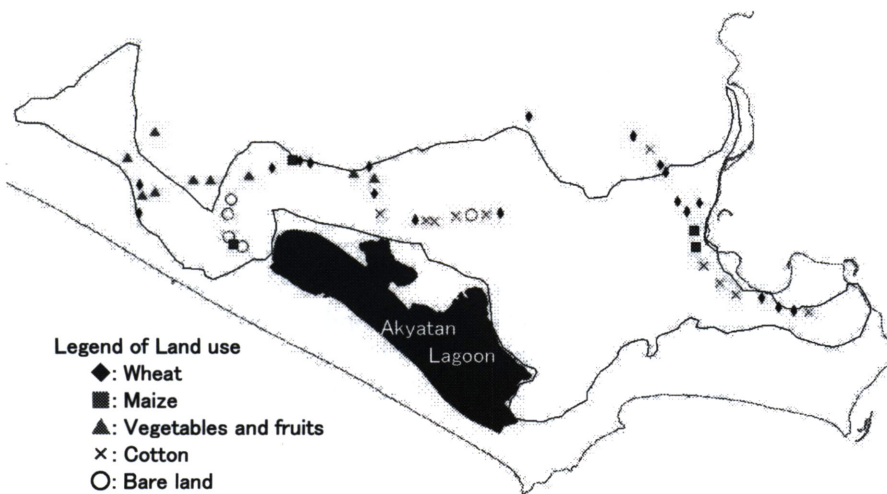 Akyatan
Lagoon
Legend of Land use
◆: Wheat
■: Maize
▲: Vegetables and fruits
×: Cotton
○: Bare land